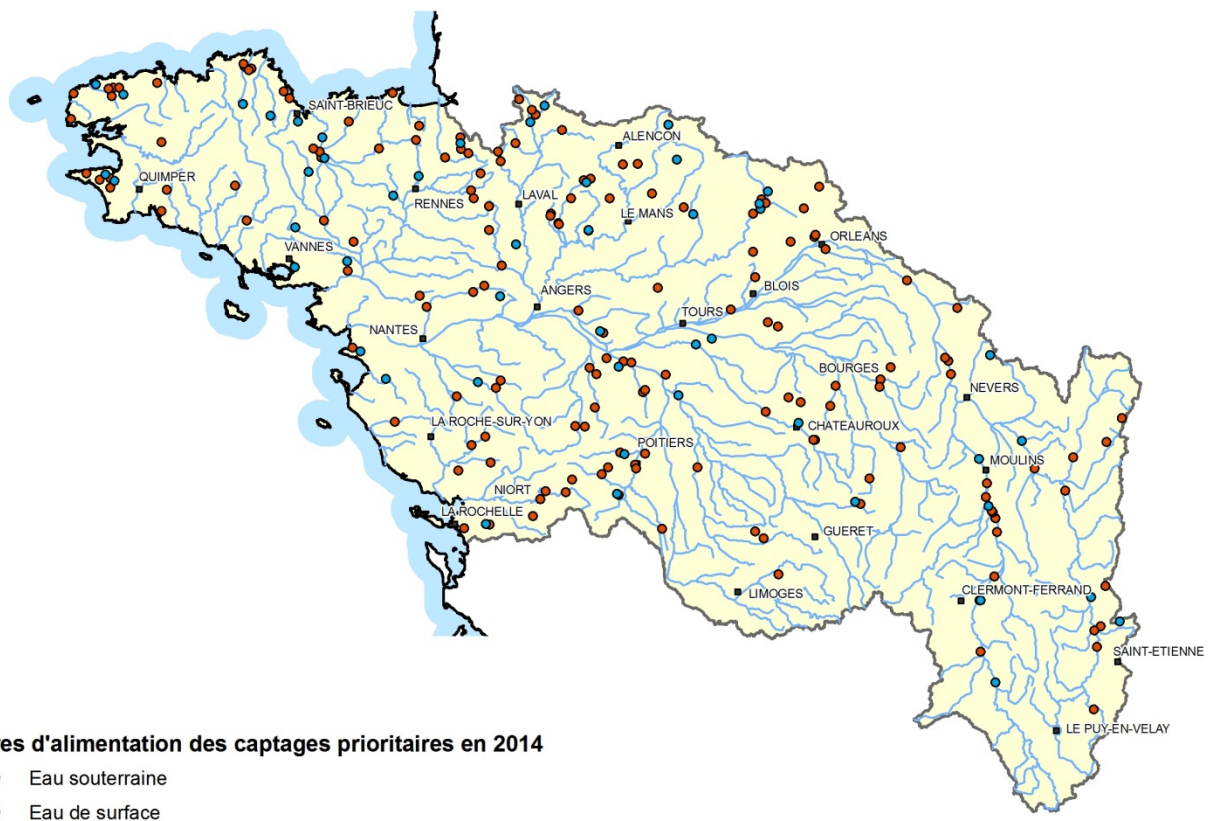 SAINT-BRIEUC
ALENCON
QUIMPER
RENNES
LAVAL
LE MANS
ORLEANS
VANNES
BLOIS
ANGERS
TOURS
NANTES
BOURGES
NEVERS
LA ROCHE-SUR-YON
CHATEAUROUX
POITIERS
MOULINS
NIORT
LA ROCHELLE
GUERET
LIMOGES
CLERMONT-FERRAND
SAINT-ETIENNE
LE PUY-EN-VELAY
res d'alimentation des captages prioritaires en 2014
Eau souterraine
Eau de surface